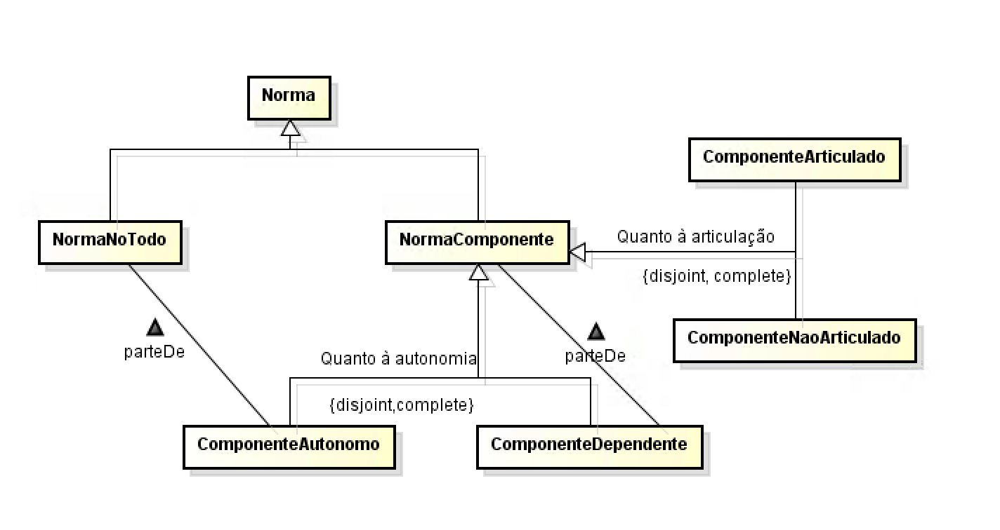 Norma
ComponenteArticulado
NormaNoTodo
NormaComponente
Quanto à articulação
{disjoint, complete}
parteDe
parteDe
ComponenteNaoArticulado
Quanto à autonomia
{disjoint,complete}
ComponenteAutonomo
ComponenteDependente